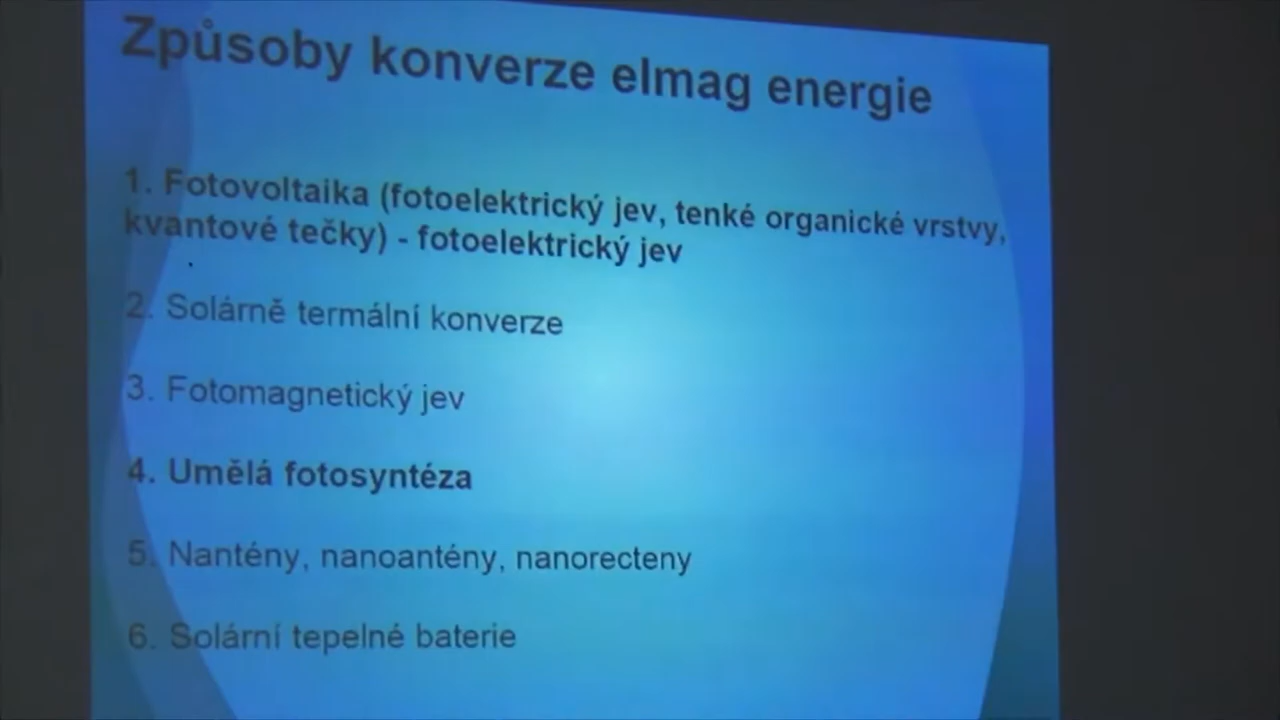 Způsoby konverze elmag energie
1. Fotovoltaika (fotoelektrický jev, tenké organické vrstvy,
kvantové tečky) - fotoelektrický jev
2. Solárně termální konverze
3. Fotomagnetický jev
4. Umělá fotosyntéza
5. Nantény, nanoantény, nanorecteny
6. Solární tepelné baterie